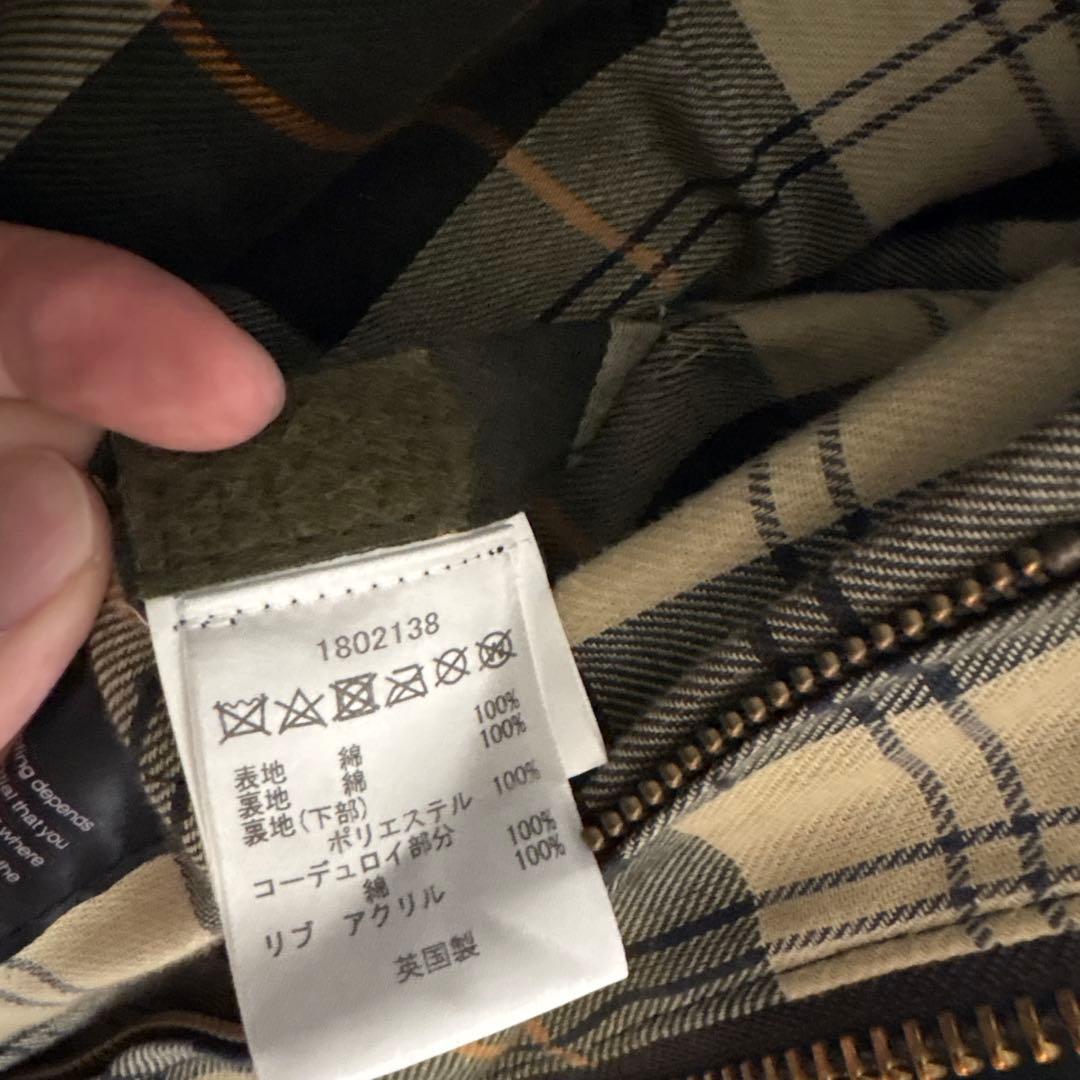 1802138
表地 綿 100%
裏地 綿 100%
裏地(下部)
ポリエステル 100%
コーデュロイ部分
綿 100%
リブ アクリル 100%
英国製
depends
that you
where